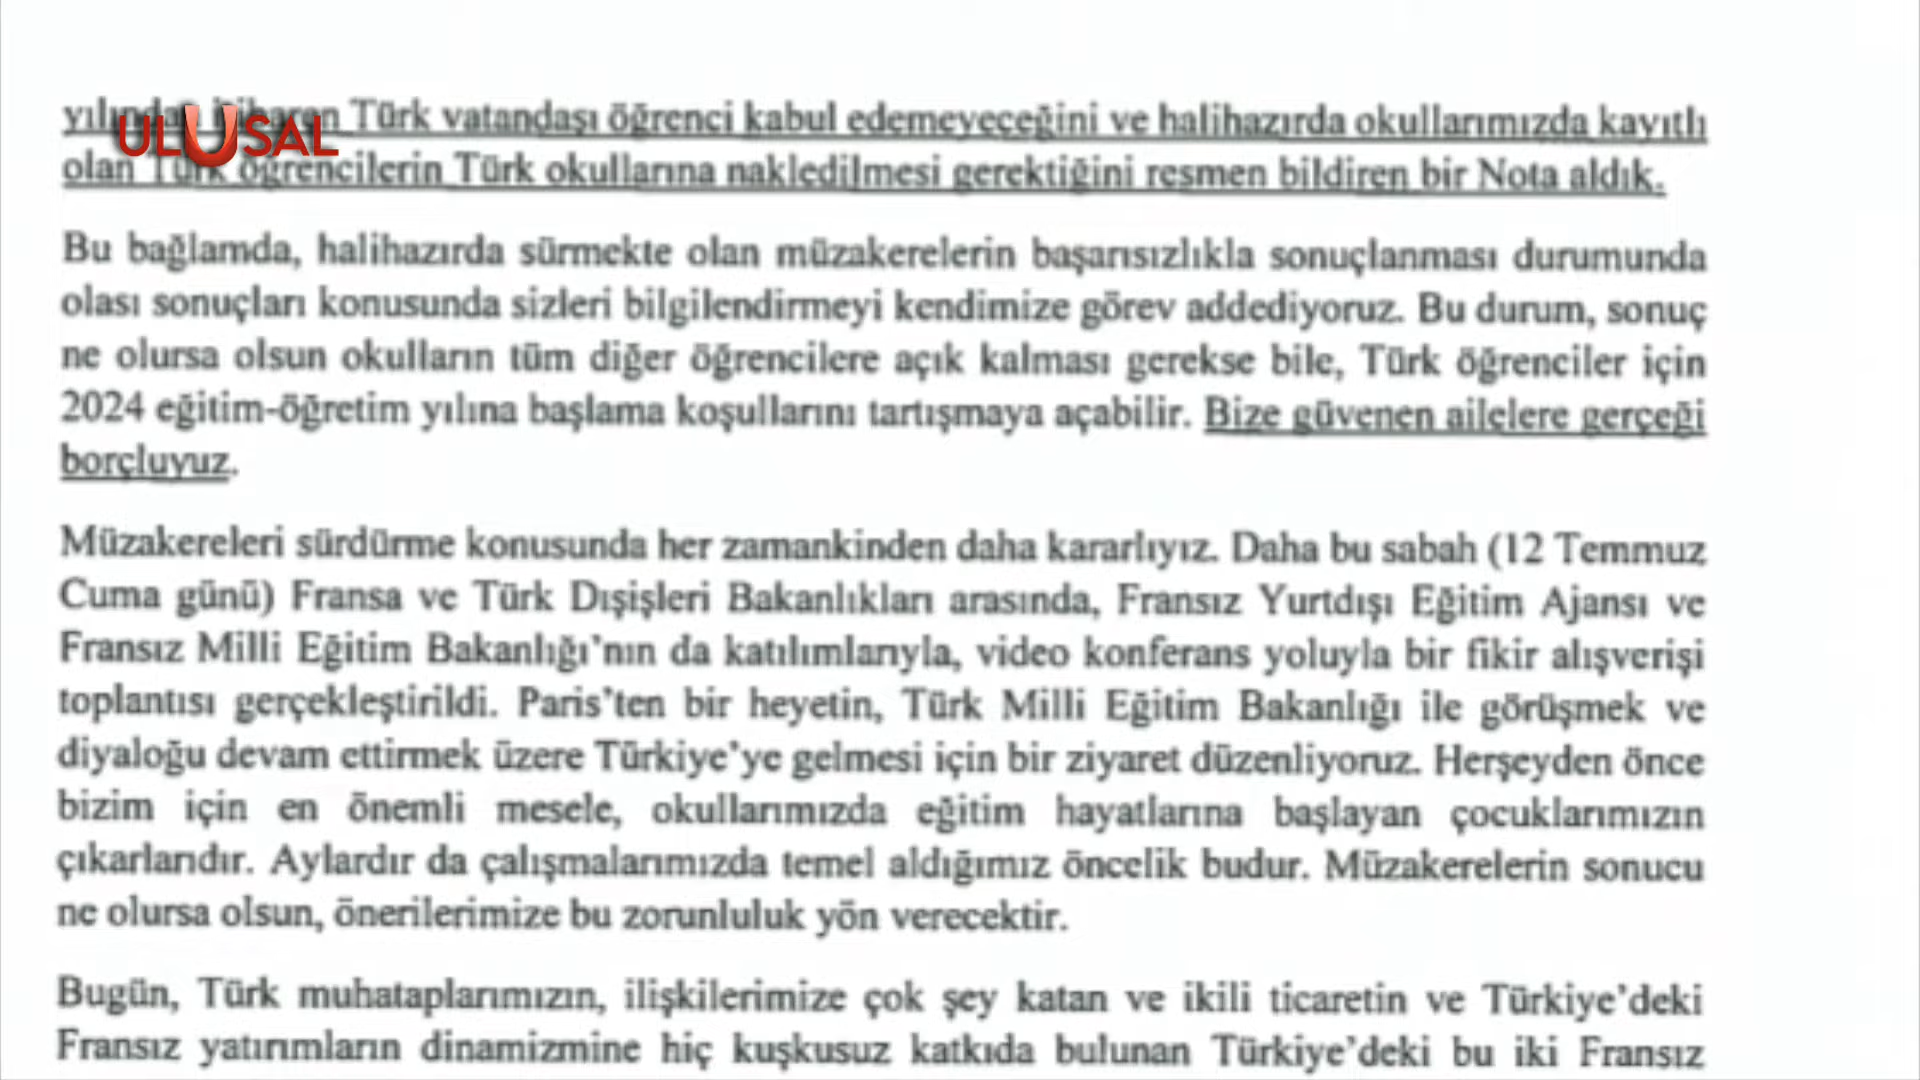 yılından itibaren Türk vatandaşı öğrenci kabul edemeyeceğini ve halihazırda okullarımızda kayıtlı
ULUSAL
olan Türk öğrencilerin Türk okullarına nakledilmesi gerektiğini resmen bildiren bir Nota aldık.
Bu bağlamda, halihazırda sürmekte olan müzakerelerin başarısızlıkla sonuçlanması durumunda
olası sonuçları konusunda sizleri bilgilendirmeyi kendimize görev addediyoruz. Bu durum, sonuç
ne olursa olsun okulların tüm diğer öğrencilere açık kalması gerekse bile, Türk öğrenciler için
2024 eğitim-öğretim yılına başlama koşullarını tartışmaya açabilir. Bize güvenen ailelere gerçeği
borçluyuz.
Müzakereleri sürdürme konusunda her zamankinden daha kararlıyız. Daha bu sabah (12 Temmuz
Cuma günü) Fransa ve Türk Dışişleri Bakanlıkları arasında, Fransız Yurtdışı Eğitim Ajansı ve
Fransız Milli Eğitim Bakanlığı’nın da katılımlarıyla, video konferans yoluyla bir fikir alışverişi
toplantısı gerçekleştirildi. Paris’ten bir heyetin, Türk Milli Eğitim Bakanlığı ile görüşmek ve
diyaloğu devam ettirmek üzere Türkiye’ye gelmesi için bir ziyaret düzenliyoruz. Herşeyden önce
bizim için en önemli mesele, okullarımızda eğitim hayatlarına başlayan çocuklarımızın
çıkarlarıdır. Aylardır da çalışmalarımızda temel aldığımız öncelik budur. Müzakerelerin sonucu
ne olursa olsun, önerilerimize bu zorunluluk yön verecektir.
Bugün, Türk muhataplarımızın, ilişkilerimize çok şey katan ve ikili ticaretin ve Türkiye’deki
Fransız yatırımların dinamizmine hiç kuşkusuz katkıda bulunan Türkiye’deki bu iki Fransız